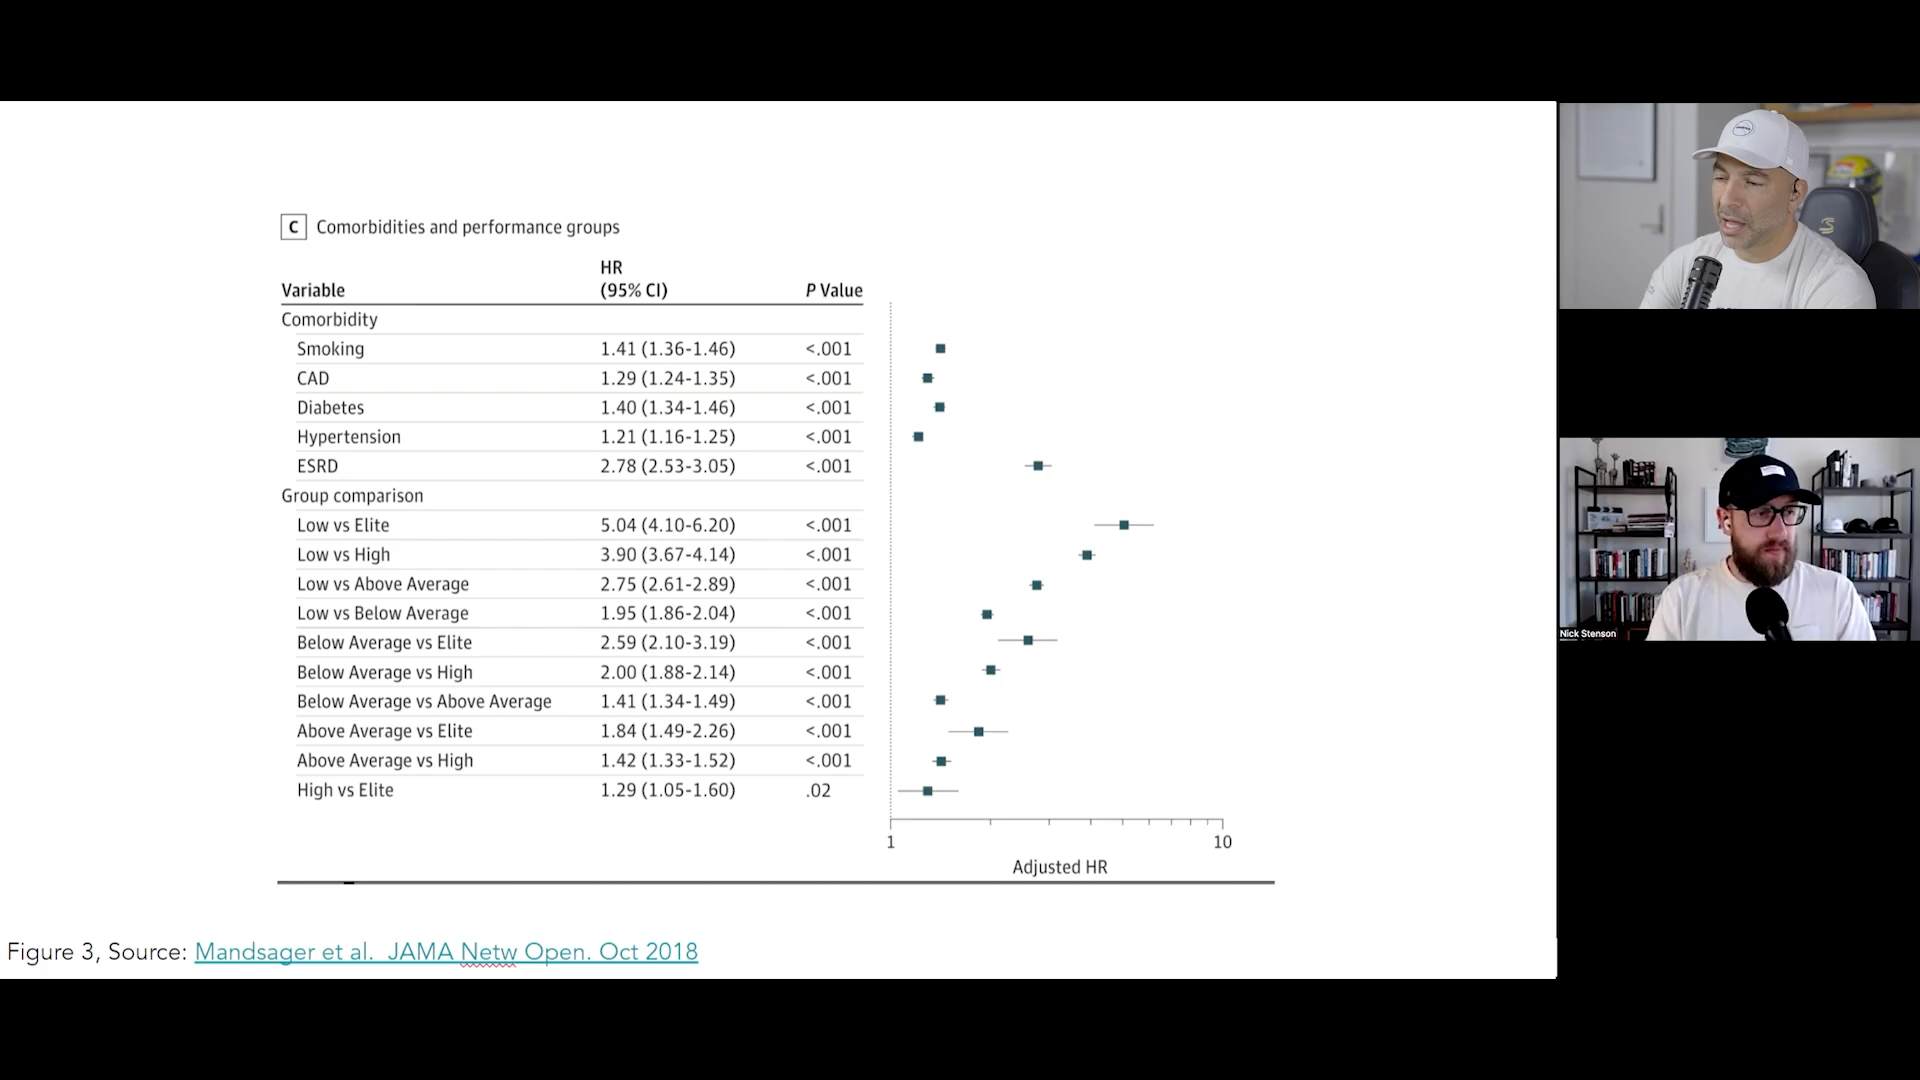 C Comorbidities and performance groups
HR
Variable (95% CI) P Value
Comorbidity
Smoking 1.41 (1.36-1.46) <.001
CAD 1.29 (1.24-1.35) <.001
Diabetes 1.40 (1.34-1.46) <.001
Hypertension 1.21 (1.16-1.25) <.001
ESRD 2.78 (2.53-3.05) <.001
Group comparison
Low vs Elite 5.04 (4.10-6.20) <.001
Low vs High 3.90 (3.67-4.14) <.001
Low vs Above Average 2.75 (2.61-2.89) <.001
Low vs Below Average 1.95 (1.86-2.04) <.001
Below Average vs Elite 2.59 (2.10-3.19) <.001
Below Average vs High 2.00 (1.88-2.14) <.001
Below Average vs Above Average 1.41 (1.34-1.49) <.001
Above Average vs Elite 1.84 (1.49-2.26) <.001
Above Average vs High 1.42 (1.33-1.52) <.001
High vs Elite 1.29 (1.05-1.60) .02
1 10
Adjusted HR
Figure 3, Source: Mandsager et al. JAMA Netw Open. Oct 2018
Nick Stenson